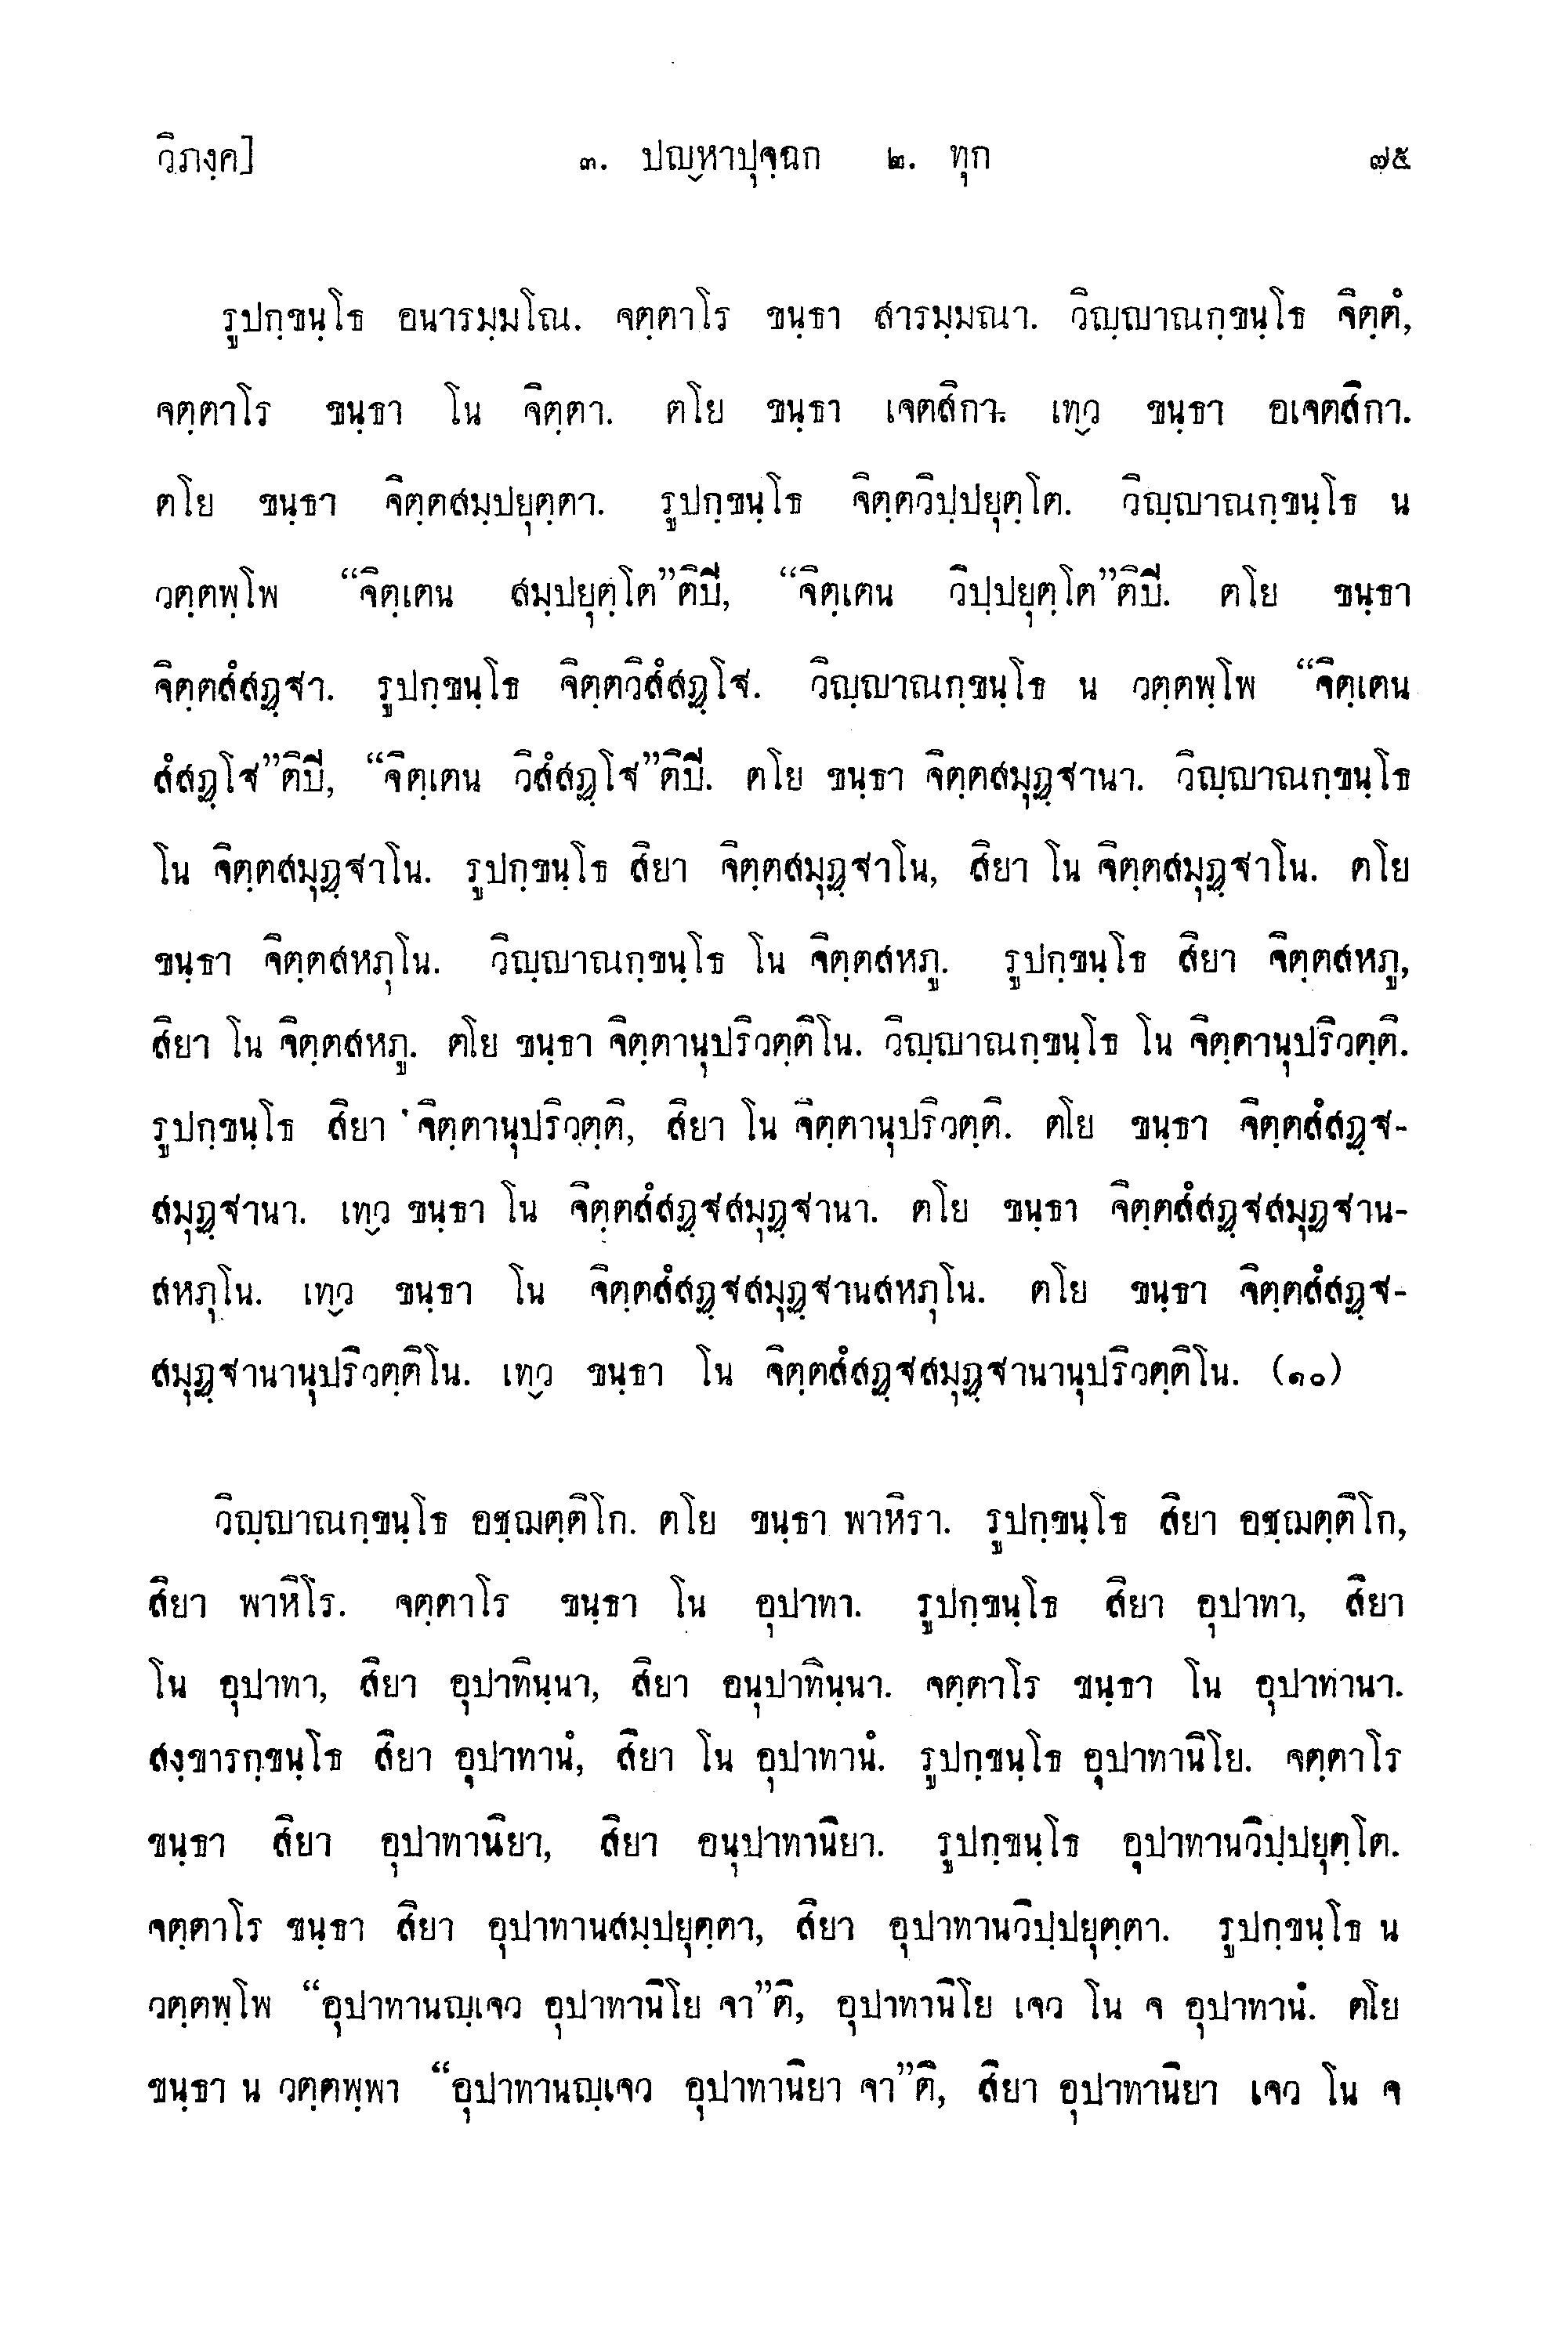 วิภงฺค]
๓. ปญฺหาปุจฺฉก ๒. ทุก
๗๕
รูปกฺขนฺโธ อนารมฺมโณ. จตฺตาโร ขนฺธา สารมฺมณา. วิญฺญาณกฺขนฺโธ จิตฺตํ,
จตฺตาโร ขนฺธา โน จิตฺตา. ตโย ขนฺธา เจตสิกา. เทฺว ขนฺธา อเจตสิกา.
ตโย ขนฺธา จิตฺตสมฺปยุตฺตา. รูปกฺขนฺโธ จิตฺตวิปฺปยุตฺโต. วิญฺญาณกฺขนฺโธ น
วตฺตพฺโพ “จิตฺเตน สมฺปยุตฺโต”ติปิ, “จิตฺเตน วิปฺปยุตฺโต”ติปิ. ตโย ขนฺธา
จิตฺตสํสฏฺฐา. รูปกฺขนฺโธ จิตฺตวิสํสฏฺโฐ. วิญฺญาณกฺขนฺโธ น วตฺตพฺโพ “จิตฺเตน
สํสฏฺโฐ”ติปิ, “จิตฺเตน วิสํสฏฺโฐ”ติปิ. ตโย ขนฺธา จิตฺตสมุฏฺฐานา. วิญฺญาณกฺขนฺโธ
โน จิตฺตสมุฏฺฐาโน. รูปกฺขนฺโธ สิยา จิตฺตสมุฏฺฐาโน, สิยา โน จิตฺตสมุฏฺฐาโน. ตโย
ขนฺธา จิตฺตสหภุโน. วิญฺญาณกฺขนฺโธ โน จิตฺตสหภู. รูปกฺขนฺโธ สิยา จิตฺตสหภู,
สิยา โน จิตฺตสหภู. ตโย ขนฺธา จิตฺตานุปริวตฺติโน. วิญฺญาณกฺขนฺโธ โน จิตฺตานุปริวตฺติ.
รูปกฺขนฺโธ สิยา จิตฺตานุปริวตฺติ, สิยา โน จิตฺตานุปริวตฺติ. ตโย ขนฺธา จิตฺตสํสฏฺฐ-
สมุฏฺฐานา. เทฺว ขนฺธา โน จิตฺตสํสฏฺฐสมุฏฺฐานา. ตโย ขนฺธา จิตฺตสํสฏฺฐสมุฏฺฐาน-
สหภุโน. เทฺว ขนฺธา โน จิตฺตสํสฏฺฐสมุฏฺฐานสหภุโน. ตโย ขนฺธา จิตฺตสํสฏฺฐ-
สมุฏฺฐานานุปริวตฺติโน. เทฺว ขนฺธา โน จิตฺตสํสฏฺฐสมุฏฺฐานานุปริวตฺติโน. (๑๐)
วิญฺญาณกฺขนฺโธ อชฺฌตฺติโก. ตโย ขนฺธา พาหิรา. รูปกฺขนฺโธ สิยา อชฺฌตฺติโก,
สิยา พาหิโร. จตฺตาโร ขนฺธา โน อุปาทา. รูปกฺขนฺโธ สิยา อุปาทา, สิยา
โน อุปาทา, สิยา อุปาทินฺนา, สิยา อนุปาทินฺนา. จตฺตาโร ขนฺธา โน อุปาทานา.
สงฺขารกฺขนฺโธ สิยา อุปาทานํ, สิยา โน อุปาทานํ. รูปกฺขนฺโธ อุปาทานิโย. จตฺตาโร
ขนฺธา สิยา อุปาทานิยา, สิยา อนุปาทานิยา. รูปกฺขนฺโธ อุปาทานวิปฺปยุตฺโต.
จตฺตาโร ขนฺธา สิยา อุปาทานสมฺปยุตฺตา, สิยา อุปาทานวิปฺปยุตฺตา. รูปกฺขนฺโธ น
วตฺตพฺโพ “อุปาทานญฺเจว อุปาทานิโย จา”ติ, อุปาทานิโย เจว โน จ อุปาทานํ. ตโย
ขนฺธา น วตฺตพฺพา “อุปาทานญฺเจว อุปาทานิยา จา”ติ, สิยา อุปาทานิยา เจว โน จ